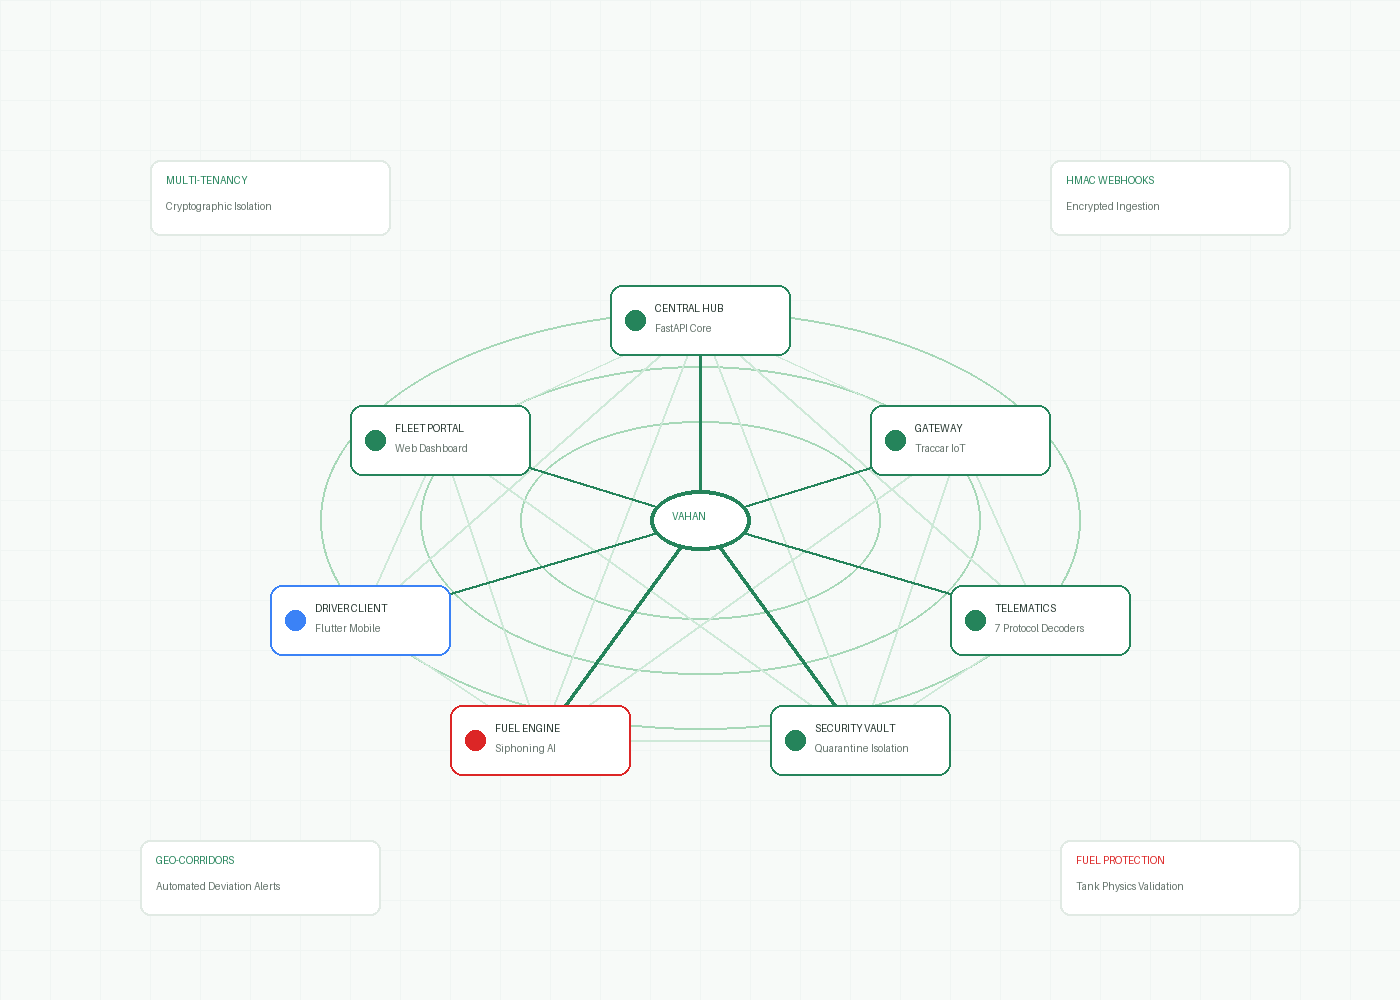 MULTI-TENANCY
Cryptographic Isolation
HMAC WEBHOOKS
Encrypted Ingestion
CENTRAL HUB
FastAPI Core
FLEET PORTAL
Web Dashboard
GATEWAY
Traccar IoT
VAHAN
DRIVER CLIENT
Flutter Mobile
TELEMATICS
7 Protocol Decoders
FUEL ENGINE
Siphoning AI
SECURITY VAULT
Quarantine Isolation
GEO-CORRIDORS
Automated Deviation Alerts
FUEL PROTECTION
Tank Physics Validation